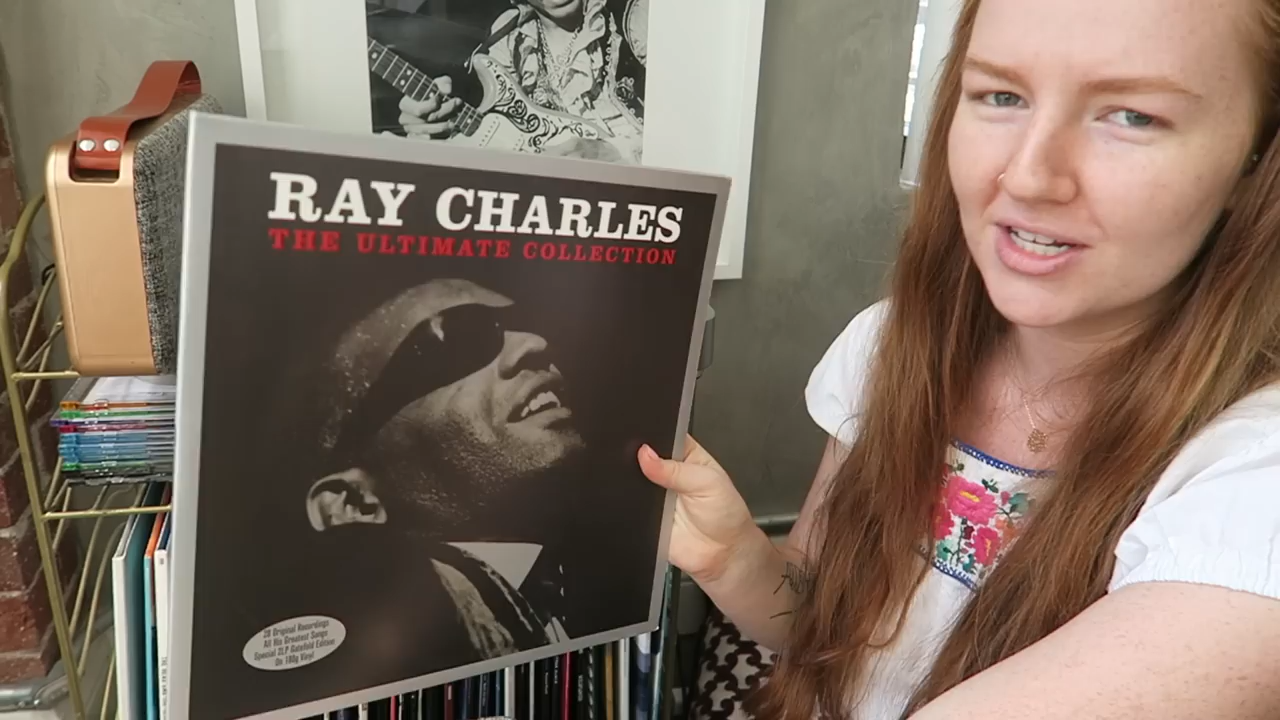 RAY CHARLES
THE ULTIMATE COLLECTION
28 Original Recordings
All His Greatest Songs
Special 2LP Gatefold Edition
On 180g Vinyl